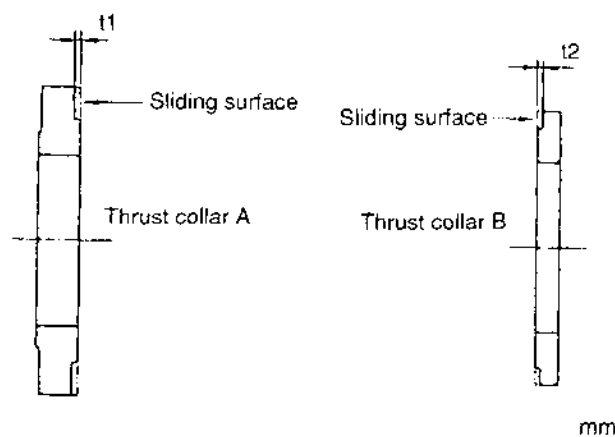 t1
t2
Sliding surface
Sliding surface
Thrust collar A
Thrust collar B
mm